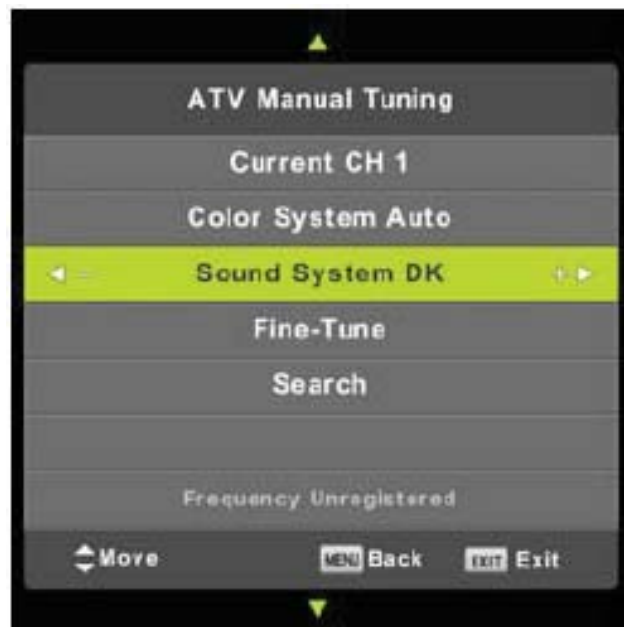 ATV Manual Tuning
Current CH 1
Color System Auto
- Sound System DK +
Fine-Tune
Search
Frequency Unregistered
Move MENU Back EXIT Exit